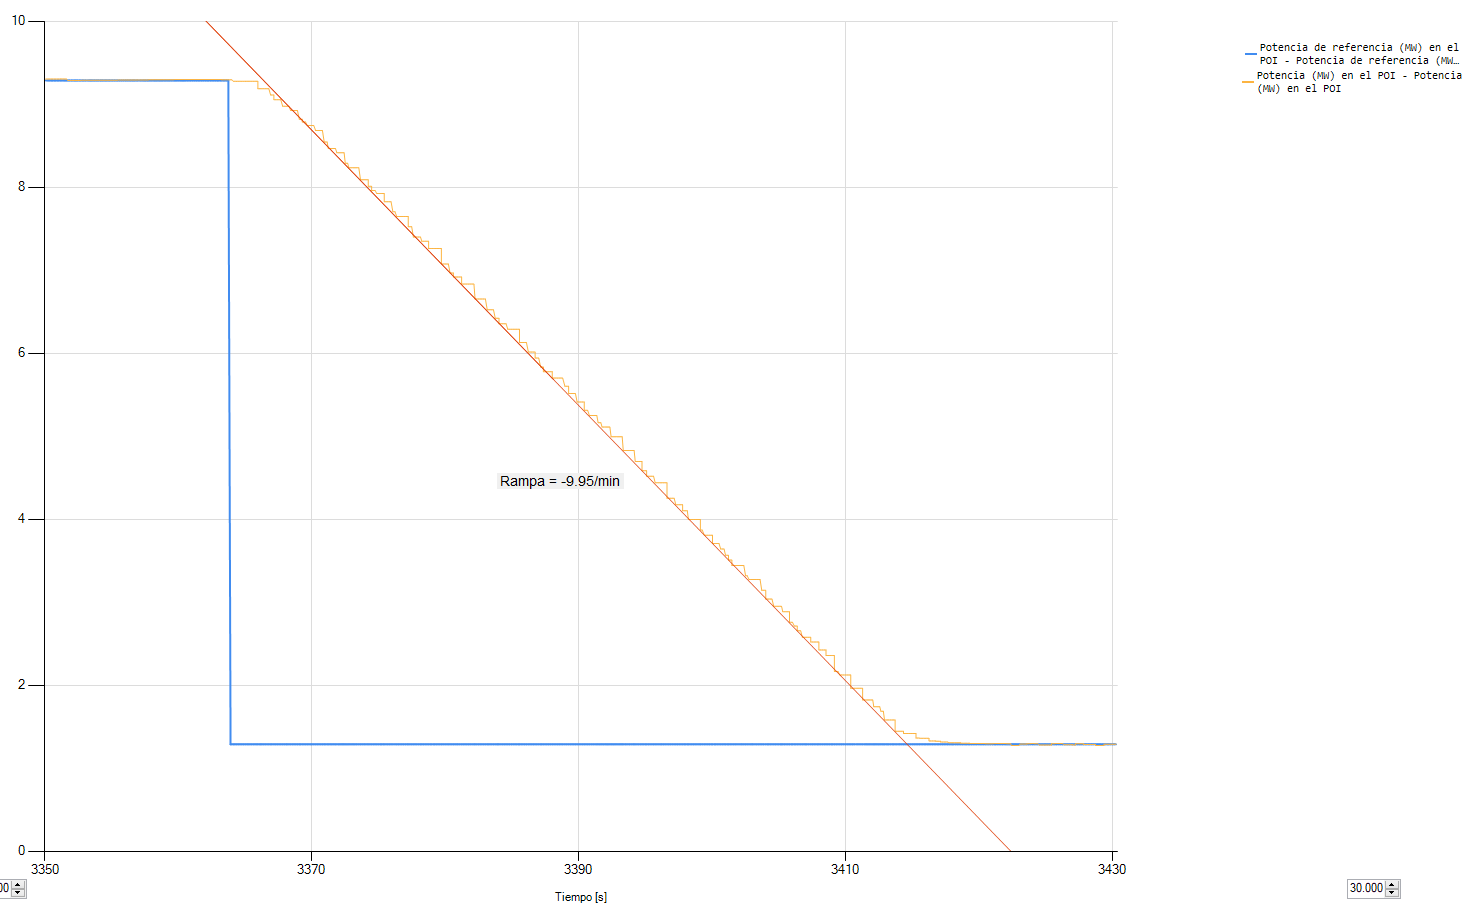 10
Potencia de referencia (MW) en el
POI - Potencia de referencia (MW…
Potencia (MW) en el POI - Potencia
(MW) en el POI
8
6
Rampa = -9.95/min
4
2
0
3350 3370 3390 3410 3430
00 30.000
Tiempo [s]